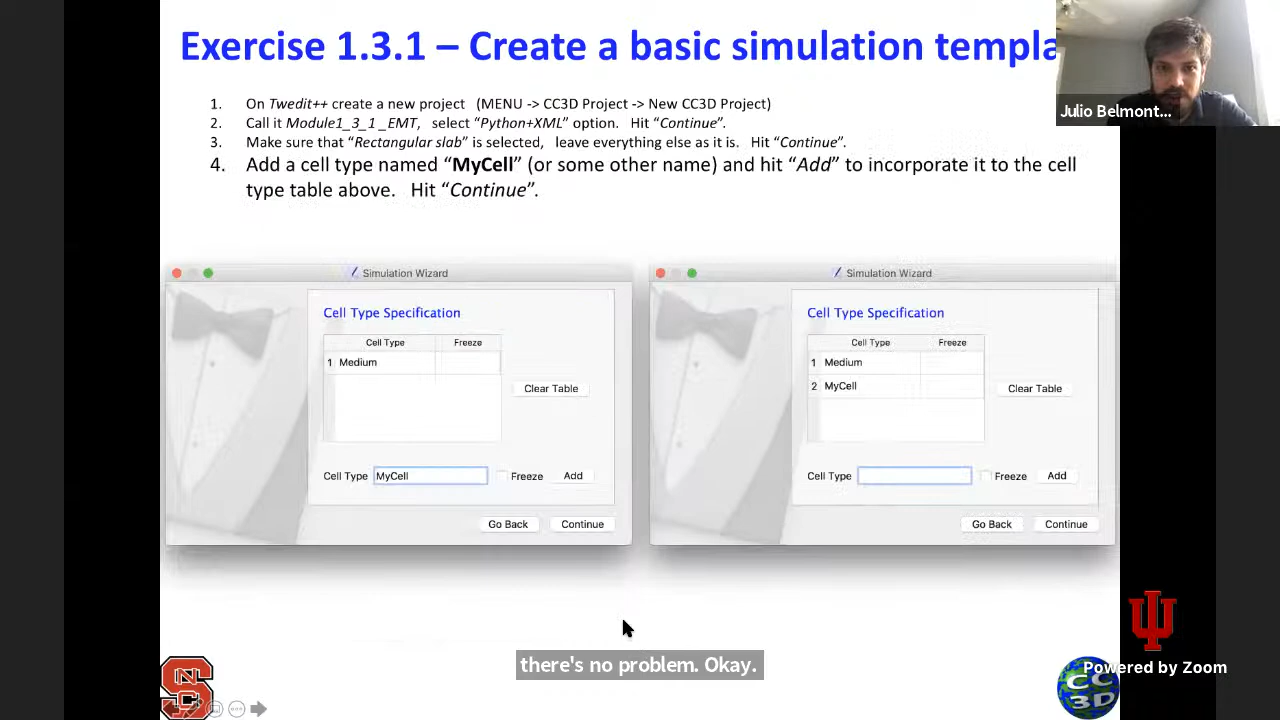 Exercise 1.3.1 – Create a basic simulation templa
Julio Belmont...
1. On Twedit++ create a new project (MENU -> CC3D Project -> New CC3D Project)
2. Call it Module1_3_1_EMT, select “Python+XML” option. Hit “Continue”.
3. Make sure that “Rectangular slab” is selected, leave everything else as it is. Hit “Continue”.
4. Add a cell type named “MyCell” (or some other name) and hit “Add” to incorporate it to the cell
type table above. Hit “Continue”.
Simulation Wizard
Cell Type Specification
Cell Type Freeze
1 Medium
Clear Table
Cell Type MyCell Freeze Add
Go Back Continue
Simulation Wizard
Cell Type Specification
Cell Type Freeze
1 Medium
2 MyCell
Clear Table
Cell Type Freeze Add
Go Back Continue
there's no problem. Okay.
Powered by Zoom
CC
3D